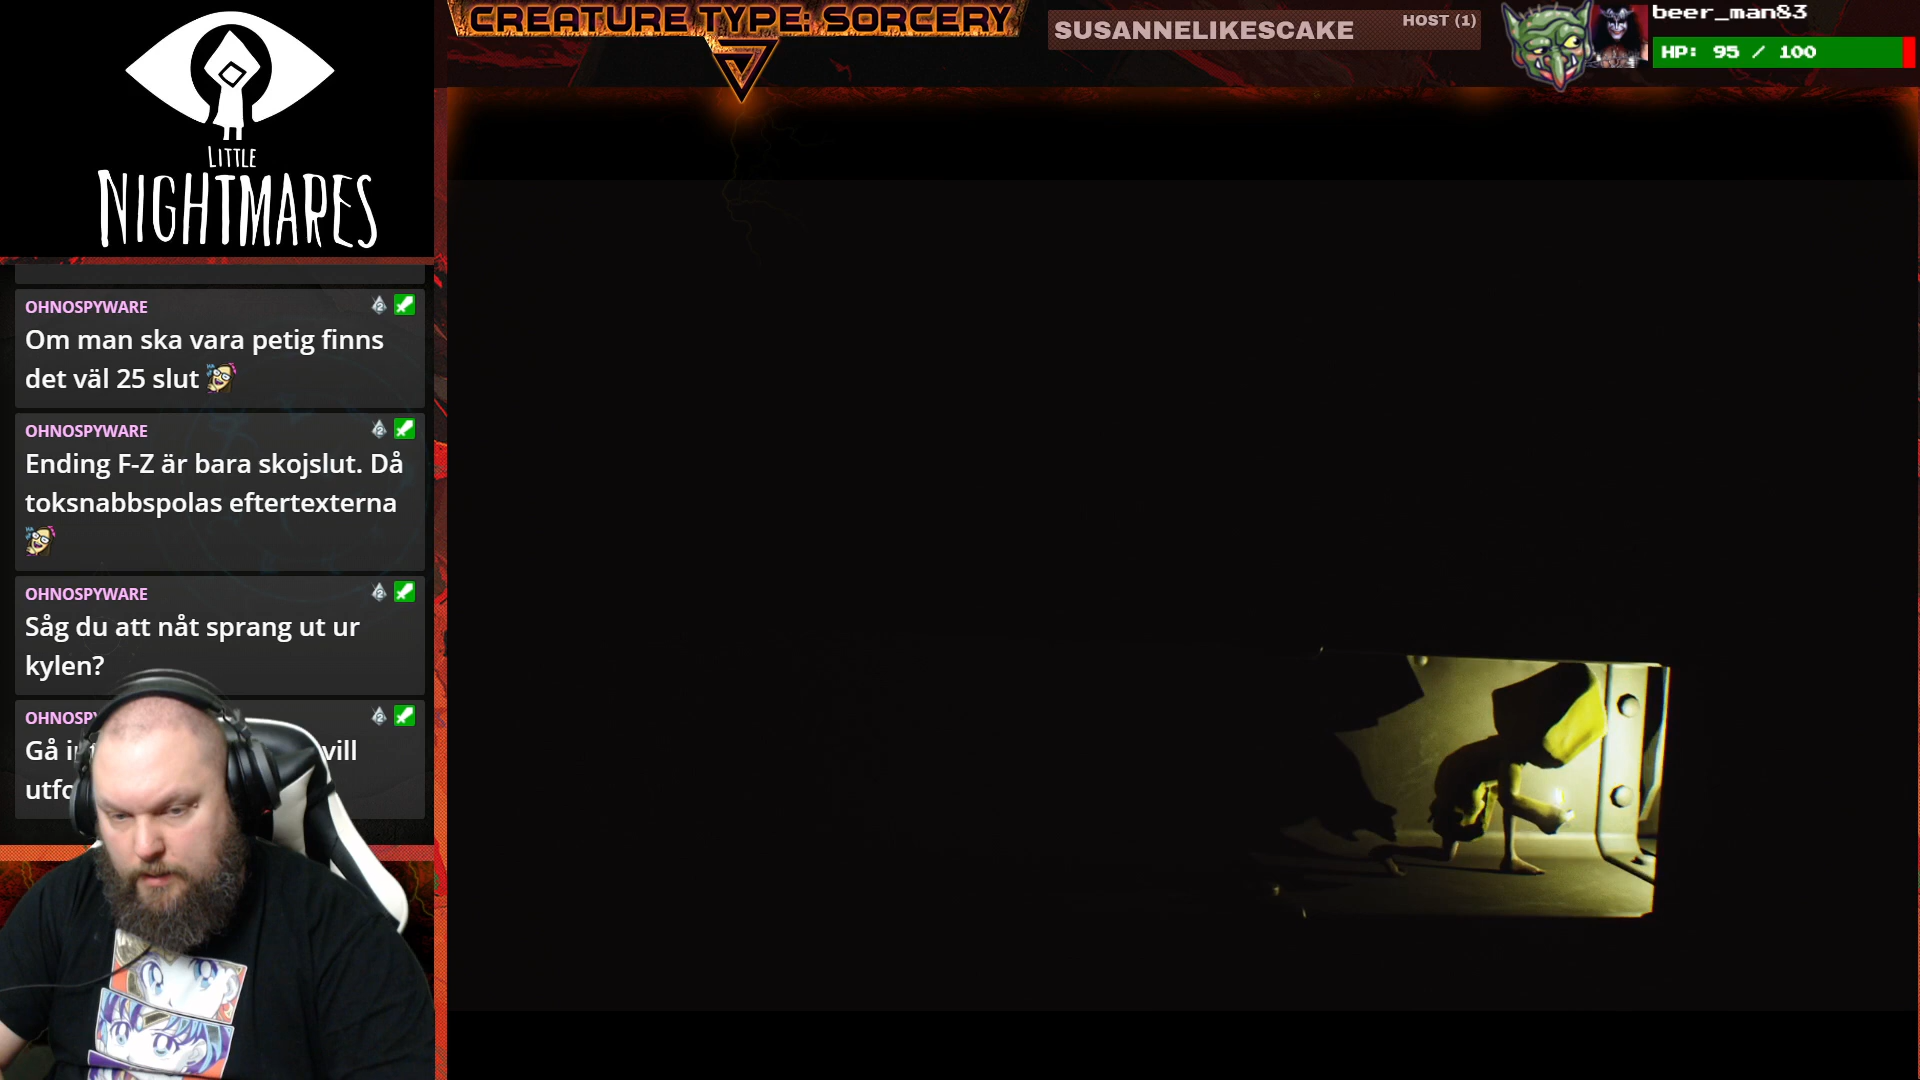 CREATURE TYPE: SORCERY
SUSANNELIKESCAKE
HOST (1)
beer_man83
HP: 95 / 100
LITTLE
NIGHTMARES
OHNOSPYWARE
Om man ska vara petig finns
det väl 25 slut
OHNOSPYWARE
Ending F-Z är bara skojslut. Då
toksnabbspolas eftertexterna
OHNOSPYWARE
Såg du att nåt sprang ut ur
kylen?
Gå vill